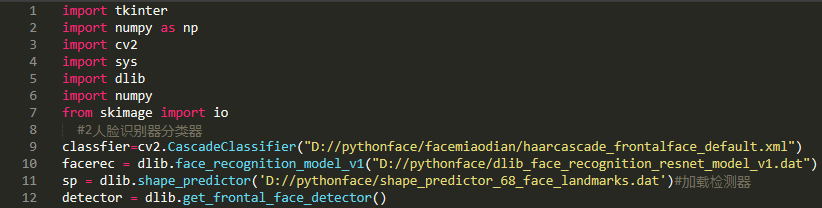 1 import tkinter
2 import numpy as np
3 import cv2
4 import sys
5 import dlib
6 import numpy
7 from skimage import io
8 #2人脸识别器分类器
9 classfier=cv2.CascadeClassifier("D://pythonface/facemiaodian/haarcascade_frontalface_default.xml")
10 facerec = dlib.face_recognition_model_v1("D://pythonface/dlib_face_recognition_resnet_model_v1.dat")
11 sp = dlib.shape_predictor('D://pythonface/shape_predictor_68_face_landmarks.dat')#加载检测器
12 detector = dlib.get_frontal_face_detector()